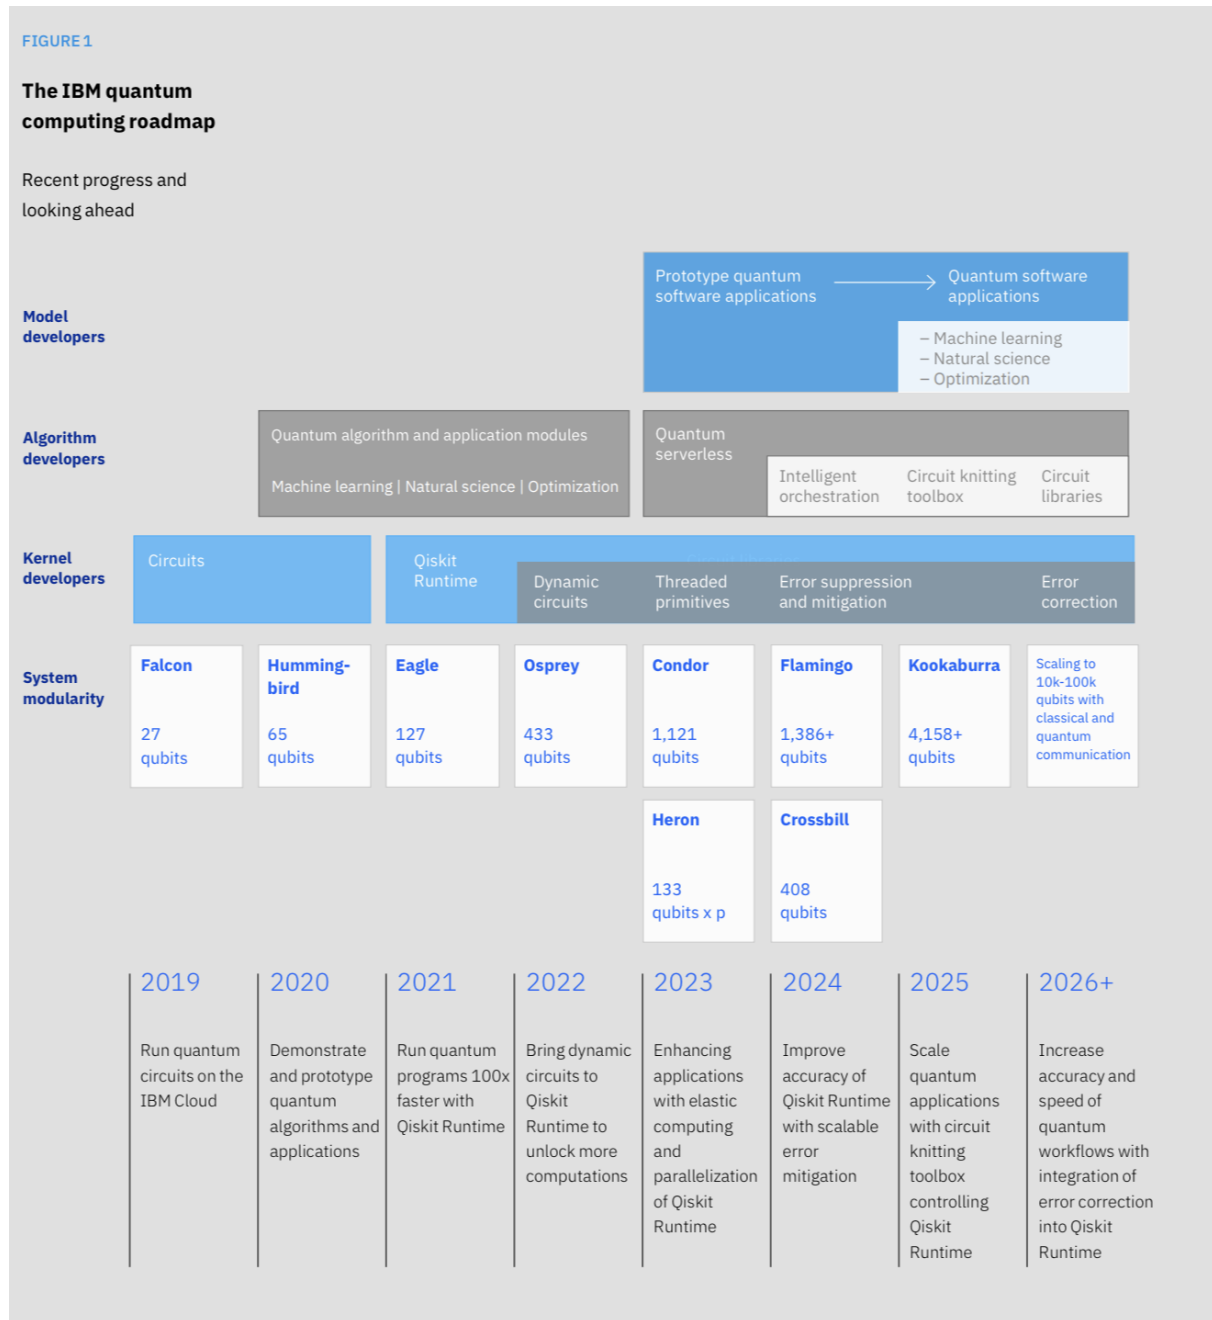 FIGURE 1
The IBM quantum
computing roadmap
Recent progress and
looking ahead
Model
developers
Prototype quantum
software applications
Quantum software
applications
– Machine learning
– Natural science
– Optimization
Algorithm
developers
Quantum algorithm and application modules
Machine learning | Natural science | Optimization
Quantum
serverless
Intelligent
orchestration
Circuit knitting
toolbox
Circuit
libraries
Kernel
developers
Circuits
Qiskit
Runtime
Dynamic
circuits
Threaded
primitives
Error suppression
and mitigation
Error
correction
System
modularity
Falcon
27
qubits
Humming-
bird
65
qubits
Eagle
127
qubits
Osprey
433
qubits
Condor
1,121
qubits
Flamingo
1,386+
qubits
Kookaburra
4,158+
qubits
Scaling to
10k-100k
qubits with
classical and
quantum
communication
Heron
133
qubits x p
Crossbill
408
qubits
2019
Run quantum
circuits on the
IBM Cloud
2020
Demonstrate
and prototype
quantum
algorithms and
applications
2021
Run quantum
programs 100x
faster with
Qiskit Runtime
2022
Bring dynamic
circuits to
Qiskit
Runtime to
unlock more
computations
2023
Enhancing
applications
with elastic
computing
and
parallelization
of Qiskit
Runtime
2024
Improve
accuracy of
Qiskit Runtime
with scalable
error
mitigation
2025
Scale
quantum
applications
with circuit
knitting
toolbox
controlling
Qiskit
Runtime
2026+
Increase
accuracy and
speed of
quantum
workflows with
integration of
error correction
into Qiskit
Runtime